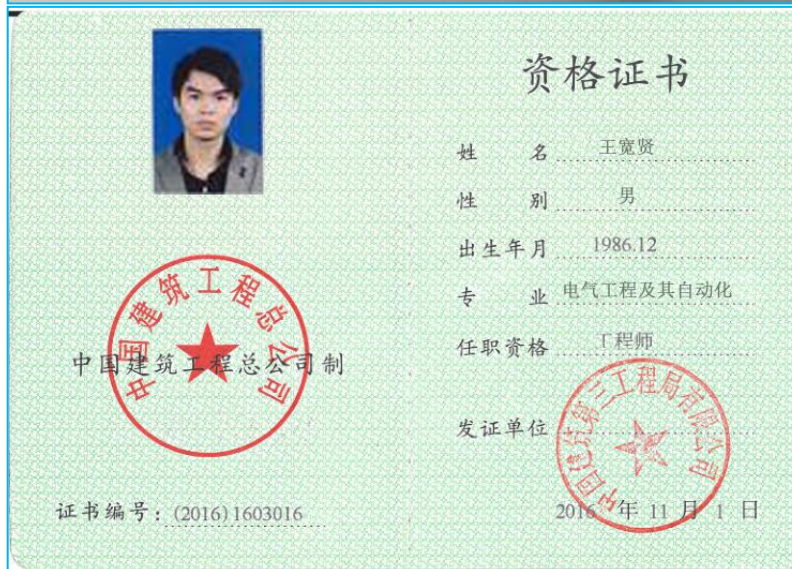 中国建筑工程总公司
中国建筑工程总公司制
证书编号：(2016)1603016
资格证书
姓 名 王宽贤
性 别 男
出生年月 1986.12
专 业 电气工程及其自动化
任职资格 工程师
发证单位
中国建筑第三工程局有限公司
2016 年 11 月 1 日